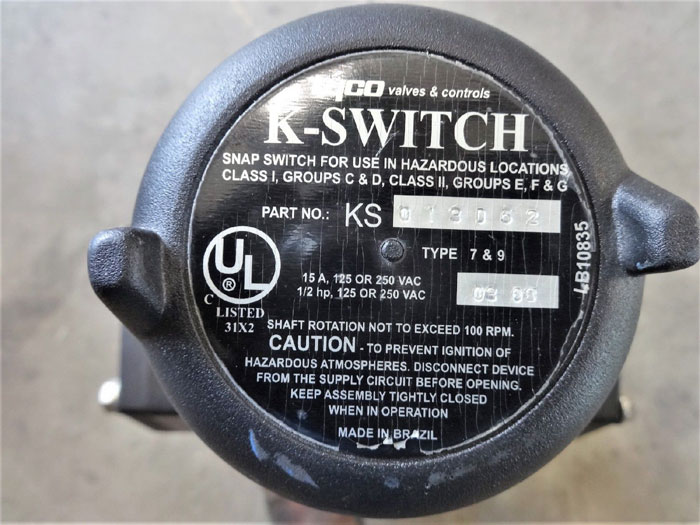 tyco valves & controls
K-SWITCH
SNAP SWITCH FOR USE IN HAZARDOUS LOCATIONS
CLASS I, GROUPS C & D, CLASS II, GROUPS E, F & G
PART NO.: KS 013062
TYPE 7 & 9
UL ®
C LISTED
31X2
15 A, 125 OR 250 VAC
1/2 hp, 125 OR 250 VAC
LB10835
SHAFT ROTATION NOT TO EXCEED 100 RPM.
CAUTION - TO PREVENT IGNITION OF
HAZARDOUS ATMOSPHERES. DISCONNECT DEVICE
FROM THE SUPPLY CIRCUIT BEFORE OPENING.
KEEP ASSEMBLY TIGHTLY CLOSED
WHEN IN OPERATION
MADE IN BRAZIL